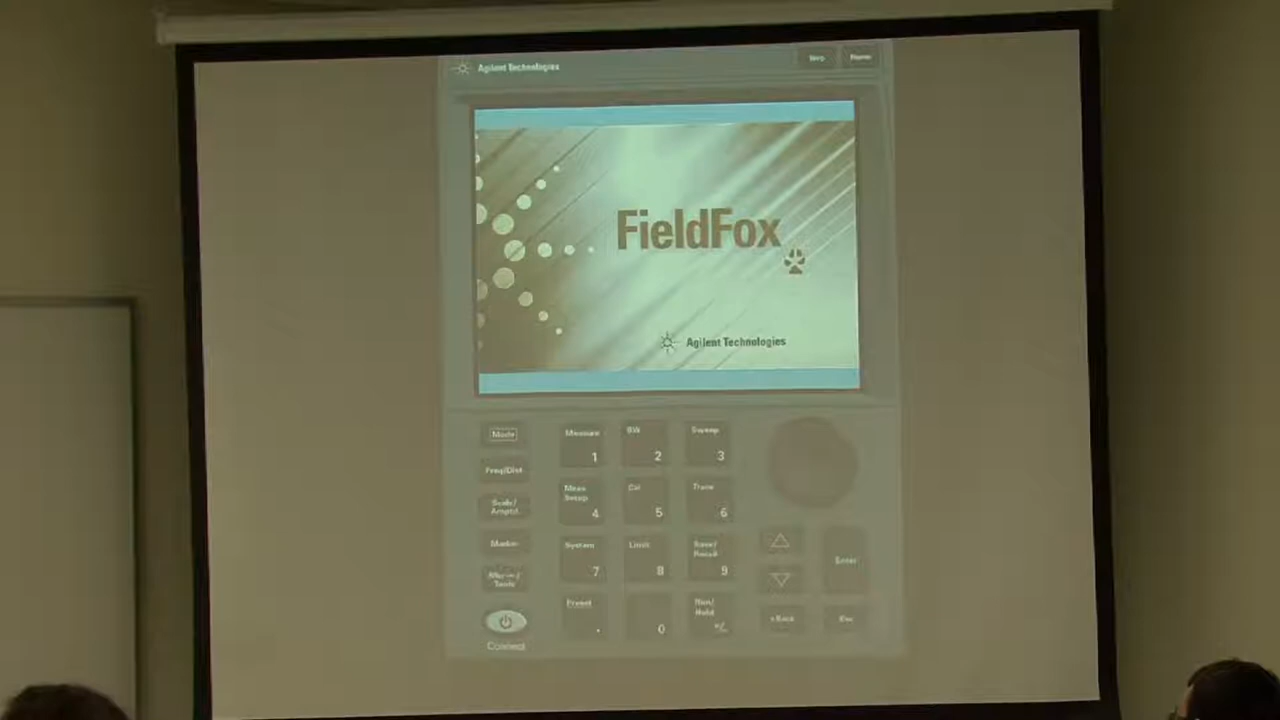 Agilent Technologies
FieldFox
Agilent Technologies
Mode
Measure
1
BW
2
Sweep
3
Freq/Dist
Scale/
Amptd
Meas
Setup
4
Cal
5
Trace
6
Marker
System
7
Limit
8
Save/
Recall
9
Enter
Tools
Preset
.
0
Run/
Hold
+/_
Back
Esc
Connect